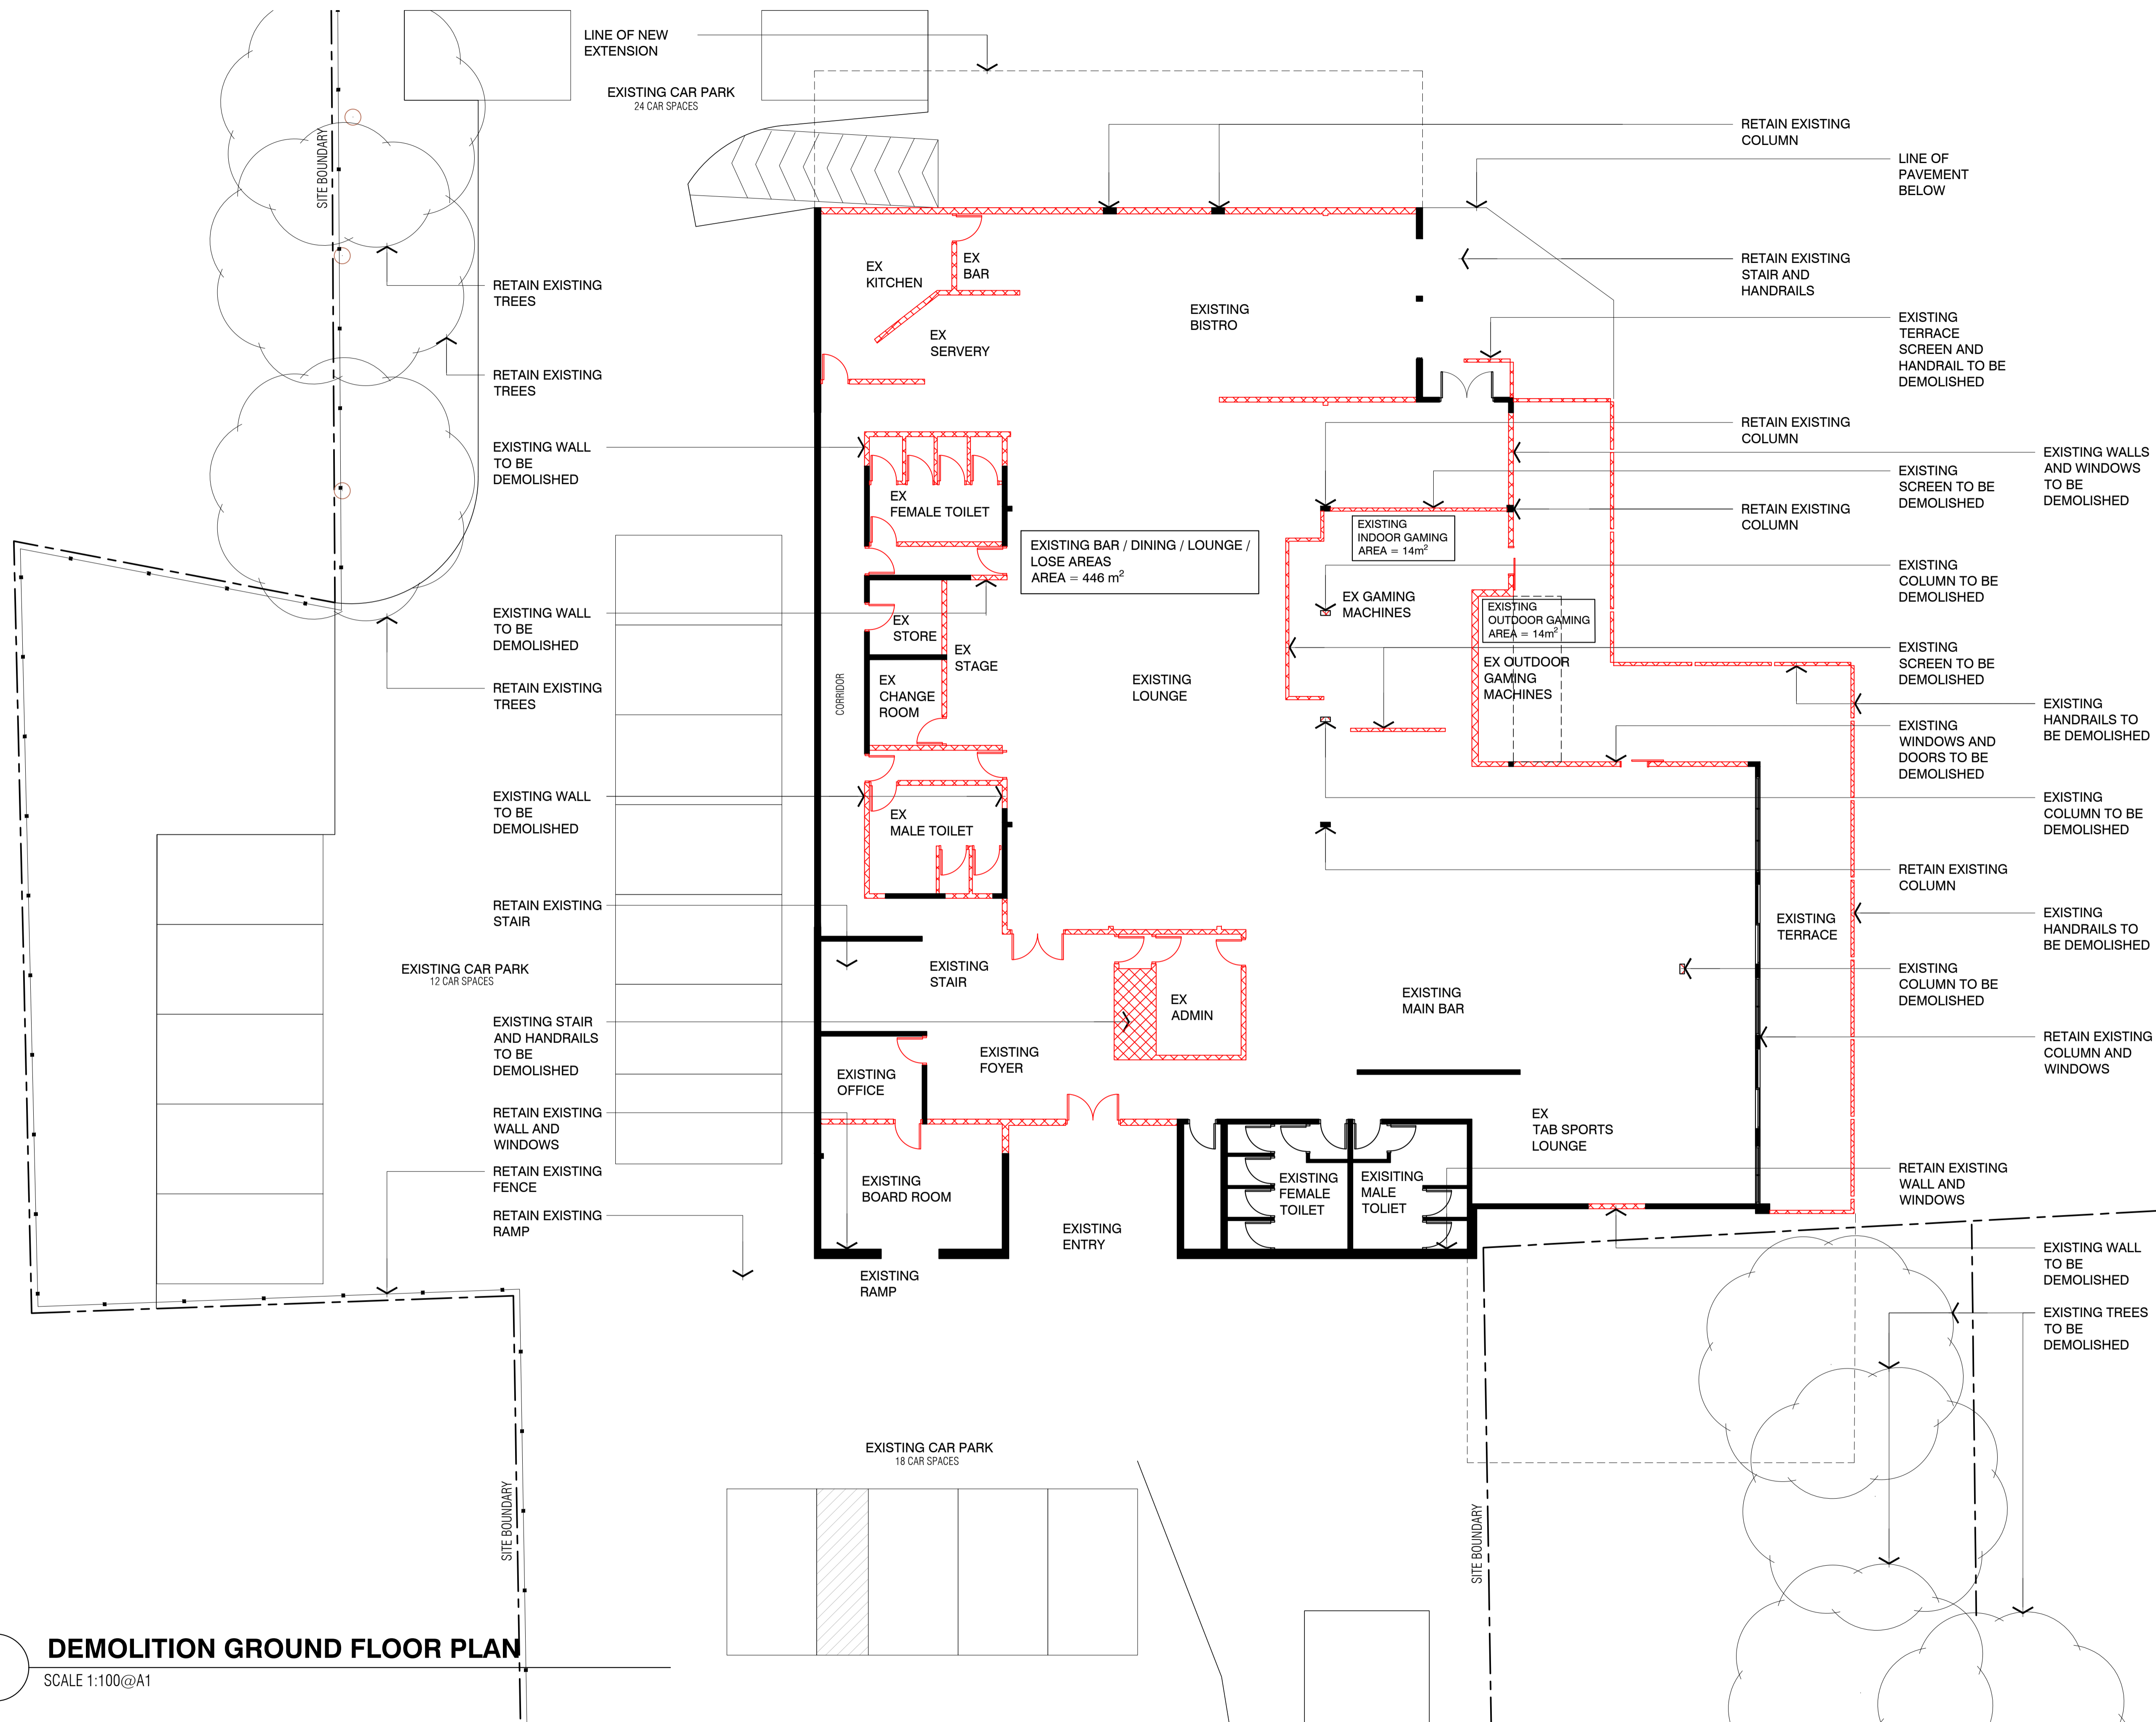 LINE OF NEW
EXTENSION
EXISTING CAR PARK
24 CAR SPACES
SITE BOUNDARY
RETAIN EXISTING
COLUMN
LINE OF
PAVEMENT
BELOW
RETAIN EXISTING
STAIR AND
HANDRAILS
EXISTING
TERRACE
SCREEN AND
HANDRAIL TO BE
DEMOLISHED
RETAIN EXISTING
COLUMN
EXISTING WALLS
AND WINDOWS
TO BE
DEMOLISHED
EXISTING
SCREEN TO BE
DEMOLISHED
RETAIN EXISTING
COLUMN
EXISTING
COLUMN TO BE
DEMOLISHED
EXISTING
SCREEN TO BE
DEMOLISHED
EXISTING
HANDRAILS TO
BE DEMOLISHED
EXISTING
WINDOWS AND
DOORS TO BE
DEMOLISHED
EXISTING
COLUMN TO BE
DEMOLISHED
RETAIN EXISTING
COLUMN
EXISTING
HANDRAILS TO
BE DEMOLISHED
EXISTING
COLUMN TO BE
DEMOLISHED
RETAIN EXISTING
COLUMN AND
WINDOWS
RETAIN EXISTING
WALL AND
WINDOWS
EXISTING WALL
TO BE
DEMOLISHED
EXISTING TREES
TO BE
DEMOLISHED
RETAIN EXISTING
TREES
RETAIN EXISTING
TREES
EXISTING WALL
TO BE
DEMOLISHED
EXISTING WALL
TO BE
DEMOLISHED
RETAIN EXISTING
TREES
EXISTING WALL
TO BE
DEMOLISHED
RETAIN EXISTING
STAIR
EXISTING CAR PARK
12 CAR SPACES
EXISTING STAIR
AND HANDRAILS
TO BE
DEMOLISHED
RETAIN EXISTING
WALL AND
WINDOWS
RETAIN EXISTING
FENCE
RETAIN EXISTING
RAMP
EX
KITCHEN
EX
BAR
EX
SERVERY
EXISTING
BISTRO
EX
FEMALE TOILET
EXISTING BAR / DINING / LOUNGE /
LOSE AREAS
AREA = 446 m²
EXISTING
INDOOR GAMING
AREA = 14m²
EX GAMING
MACHINES
EXISTING
OUTDOOR GAMING
AREA = 14m²
EX OUTDOOR
GAMING
MACHINES
EX
STORE
EX
STAGE
EX
CHANGE
ROOM
CORRIDOR
EXISTING
LOUNGE
EX
MALE TOILET
EXISTING
TERRACE
EXISTING
STAIR
EX
ADMIN
EXISTING
MAIN BAR
EXISTING
FOYER
EXISTING
OFFICE
EX
TAB SPORTS
LOUNGE
EXISTING
BOARD ROOM
EXISTING
FEMALE
TOILET
EXISITING
MALE
TOLIET
EXISTING
ENTRY
EXISTING
RAMP
EXISTING CAR PARK
18 CAR SPACES
SITE BOUNDARY
SITE BOUNDARY
DEMOLITION GROUND FLOOR PLAN
SCALE 1:100@A1